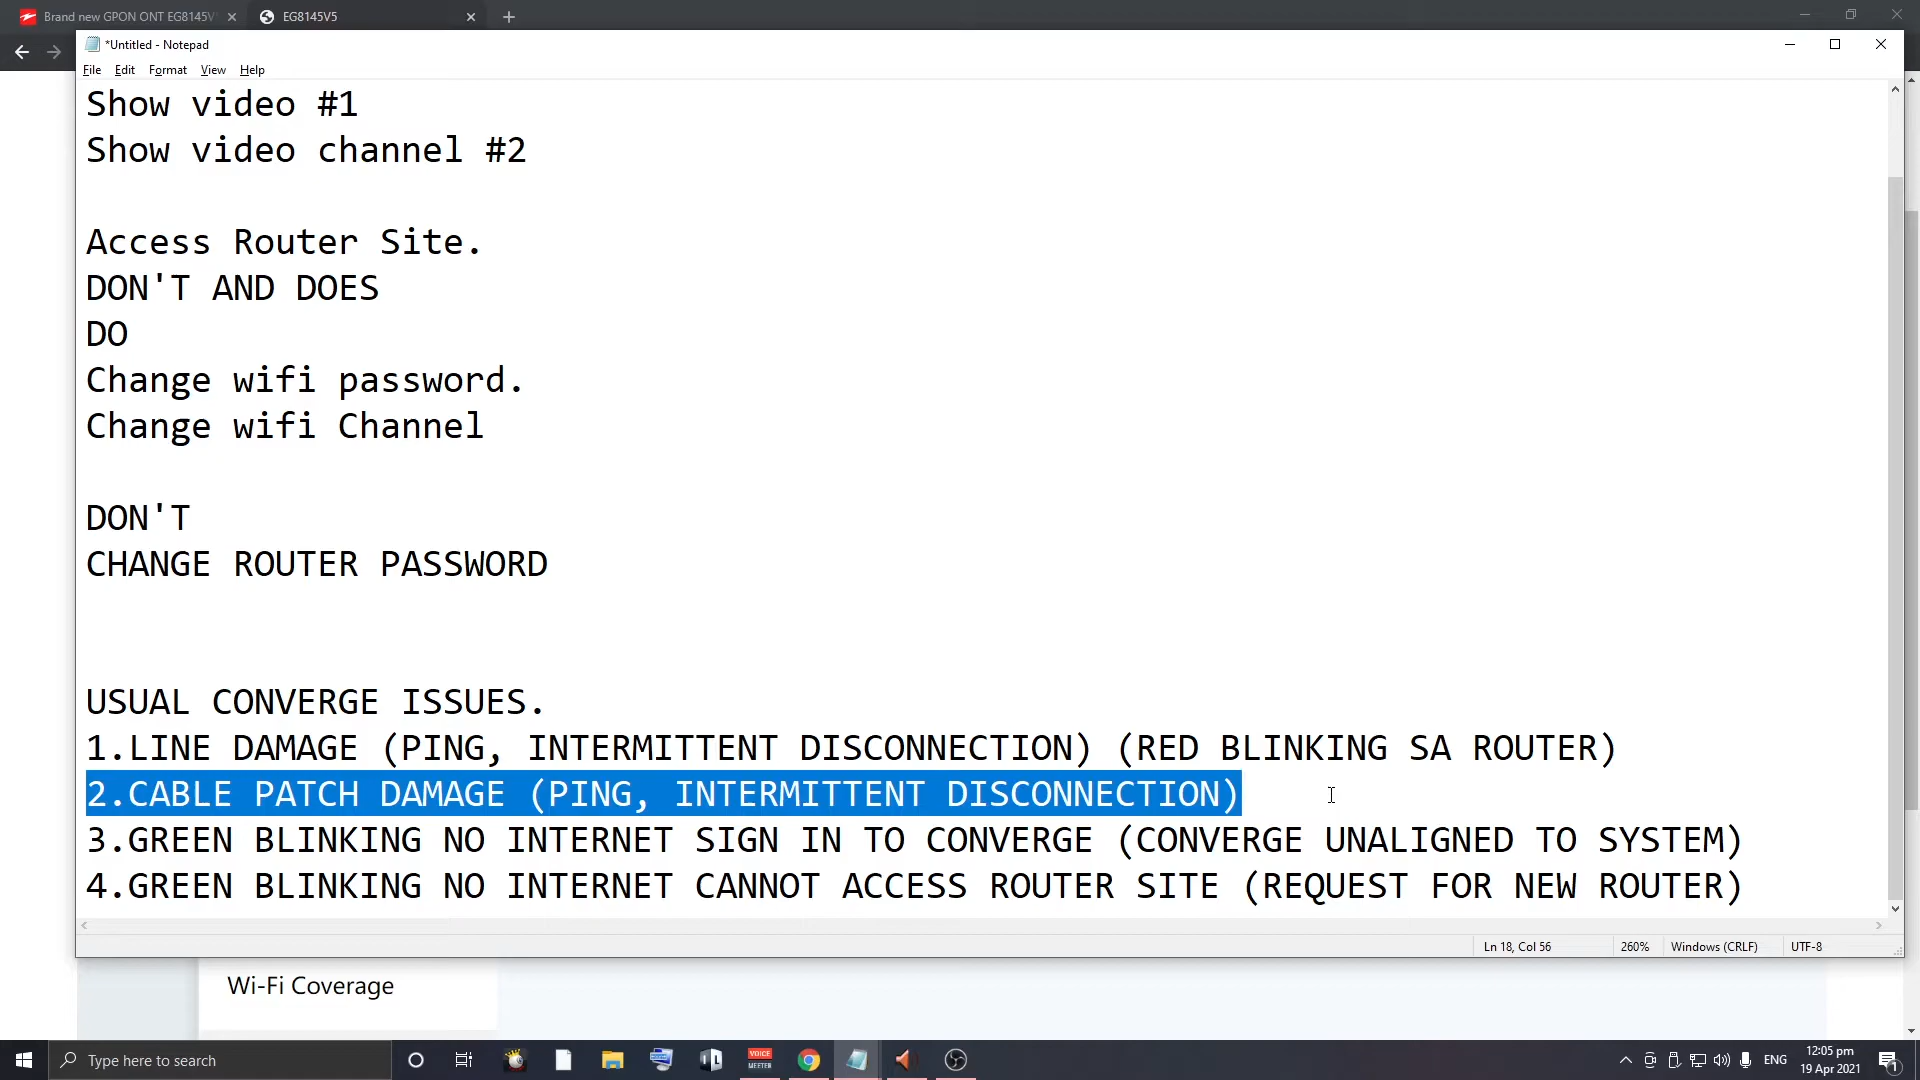 Brand new GPON ONT EG8145V
EG8145V5
*Untitled - Notepad
File Edit Format View Help
Show video #1
Show video channel #2
Access Router Site.
DON'T AND DOES
DO
Change wifi password.
Change wifi Channel
DON'T
CHANGE ROUTER PASSWORD
USUAL CONVERGE ISSUES.
1.LINE DAMAGE (PING, INTERMITTENT DISCONNECTION) (RED BLINKING SA ROUTER)
2.CABLE PATCH DAMAGE (PING, INTERMITTENT DISCONNECTION)
3.GREEN BLINKING NO INTERNET SIGN IN TO CONVERGE (CONVERGE UNALIGNED TO SYSTEM)
4.GREEN BLINKING NO INTERNET CANNOT ACCESS ROUTER SITE (REQUEST FOR NEW ROUTER)
Ln 18, Col 56 260% Windows (CRLF) UTF-8
Wi-Fi Coverage
Type here to search
VOICE
MEETER
ENG
12:05 pm
19 Apr 2021
1